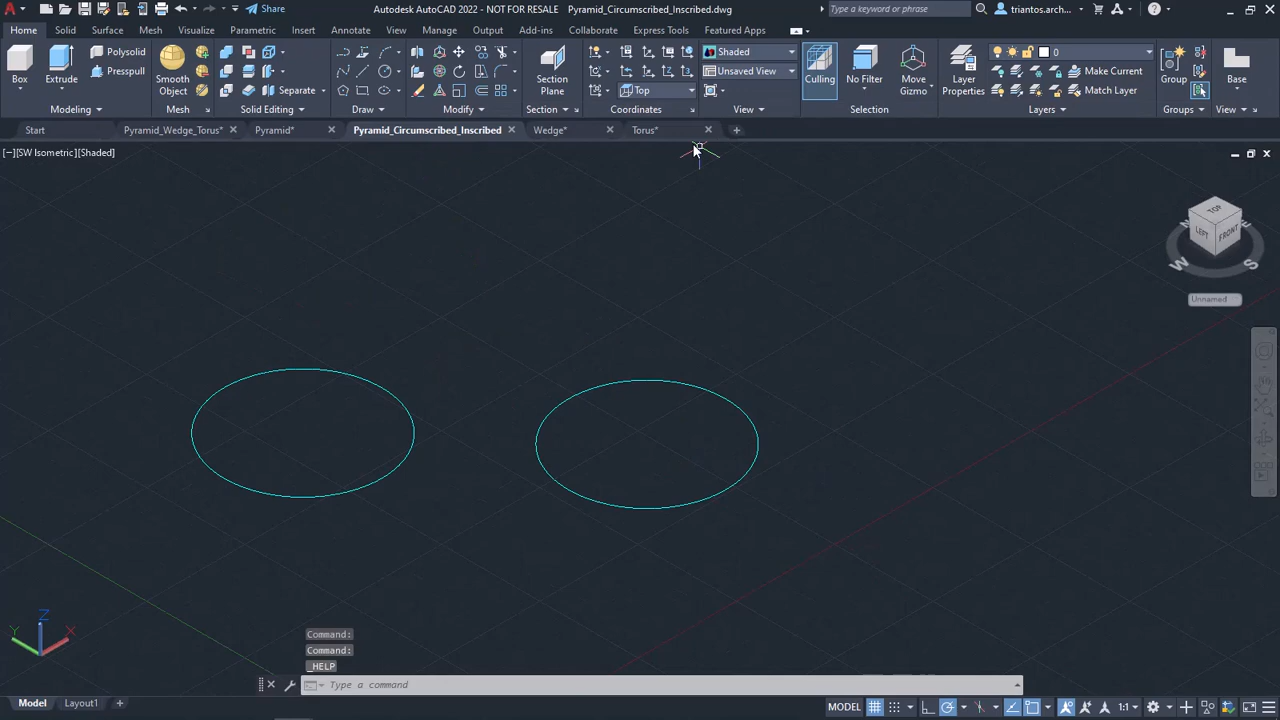 Share
Autodesk AutoCAD 2022 - NOT FOR RESALE Pyramid_Circumscribed_Inscribed.dwg
Type a keyword or phrase
triantos.arch...
Home Solid Surface Mesh Visualize Parametric Insert Annotate View Manage Output Add-ins Collaborate Express Tools Featured Apps
Box
Extrude
Polysolid
Presspull
Modeling
Smooth Object
Mesh
Separate
Solid Editing
Draw
Modify
Section Plane
Section
Top
Coordinates
Shaded
Unsaved View
View
Culling
No Filter
Move Gizmo
Selection
Layer Properties
0
Make Current
Match Layer
Layers
Group
Groups
Base
View
Start Pyramid_Wedge_Torus* Pyramid* Pyramid_Circumscribed_Inscribed Wedge* Torus*
[−][SW Isometric][Shaded]
TOP
LEFT
FRONT
N
E
W
S
Unnamed
Z
Y
X
Command:
Command:
_HELP
Type a command
Model Layout1
MODEL
1:1